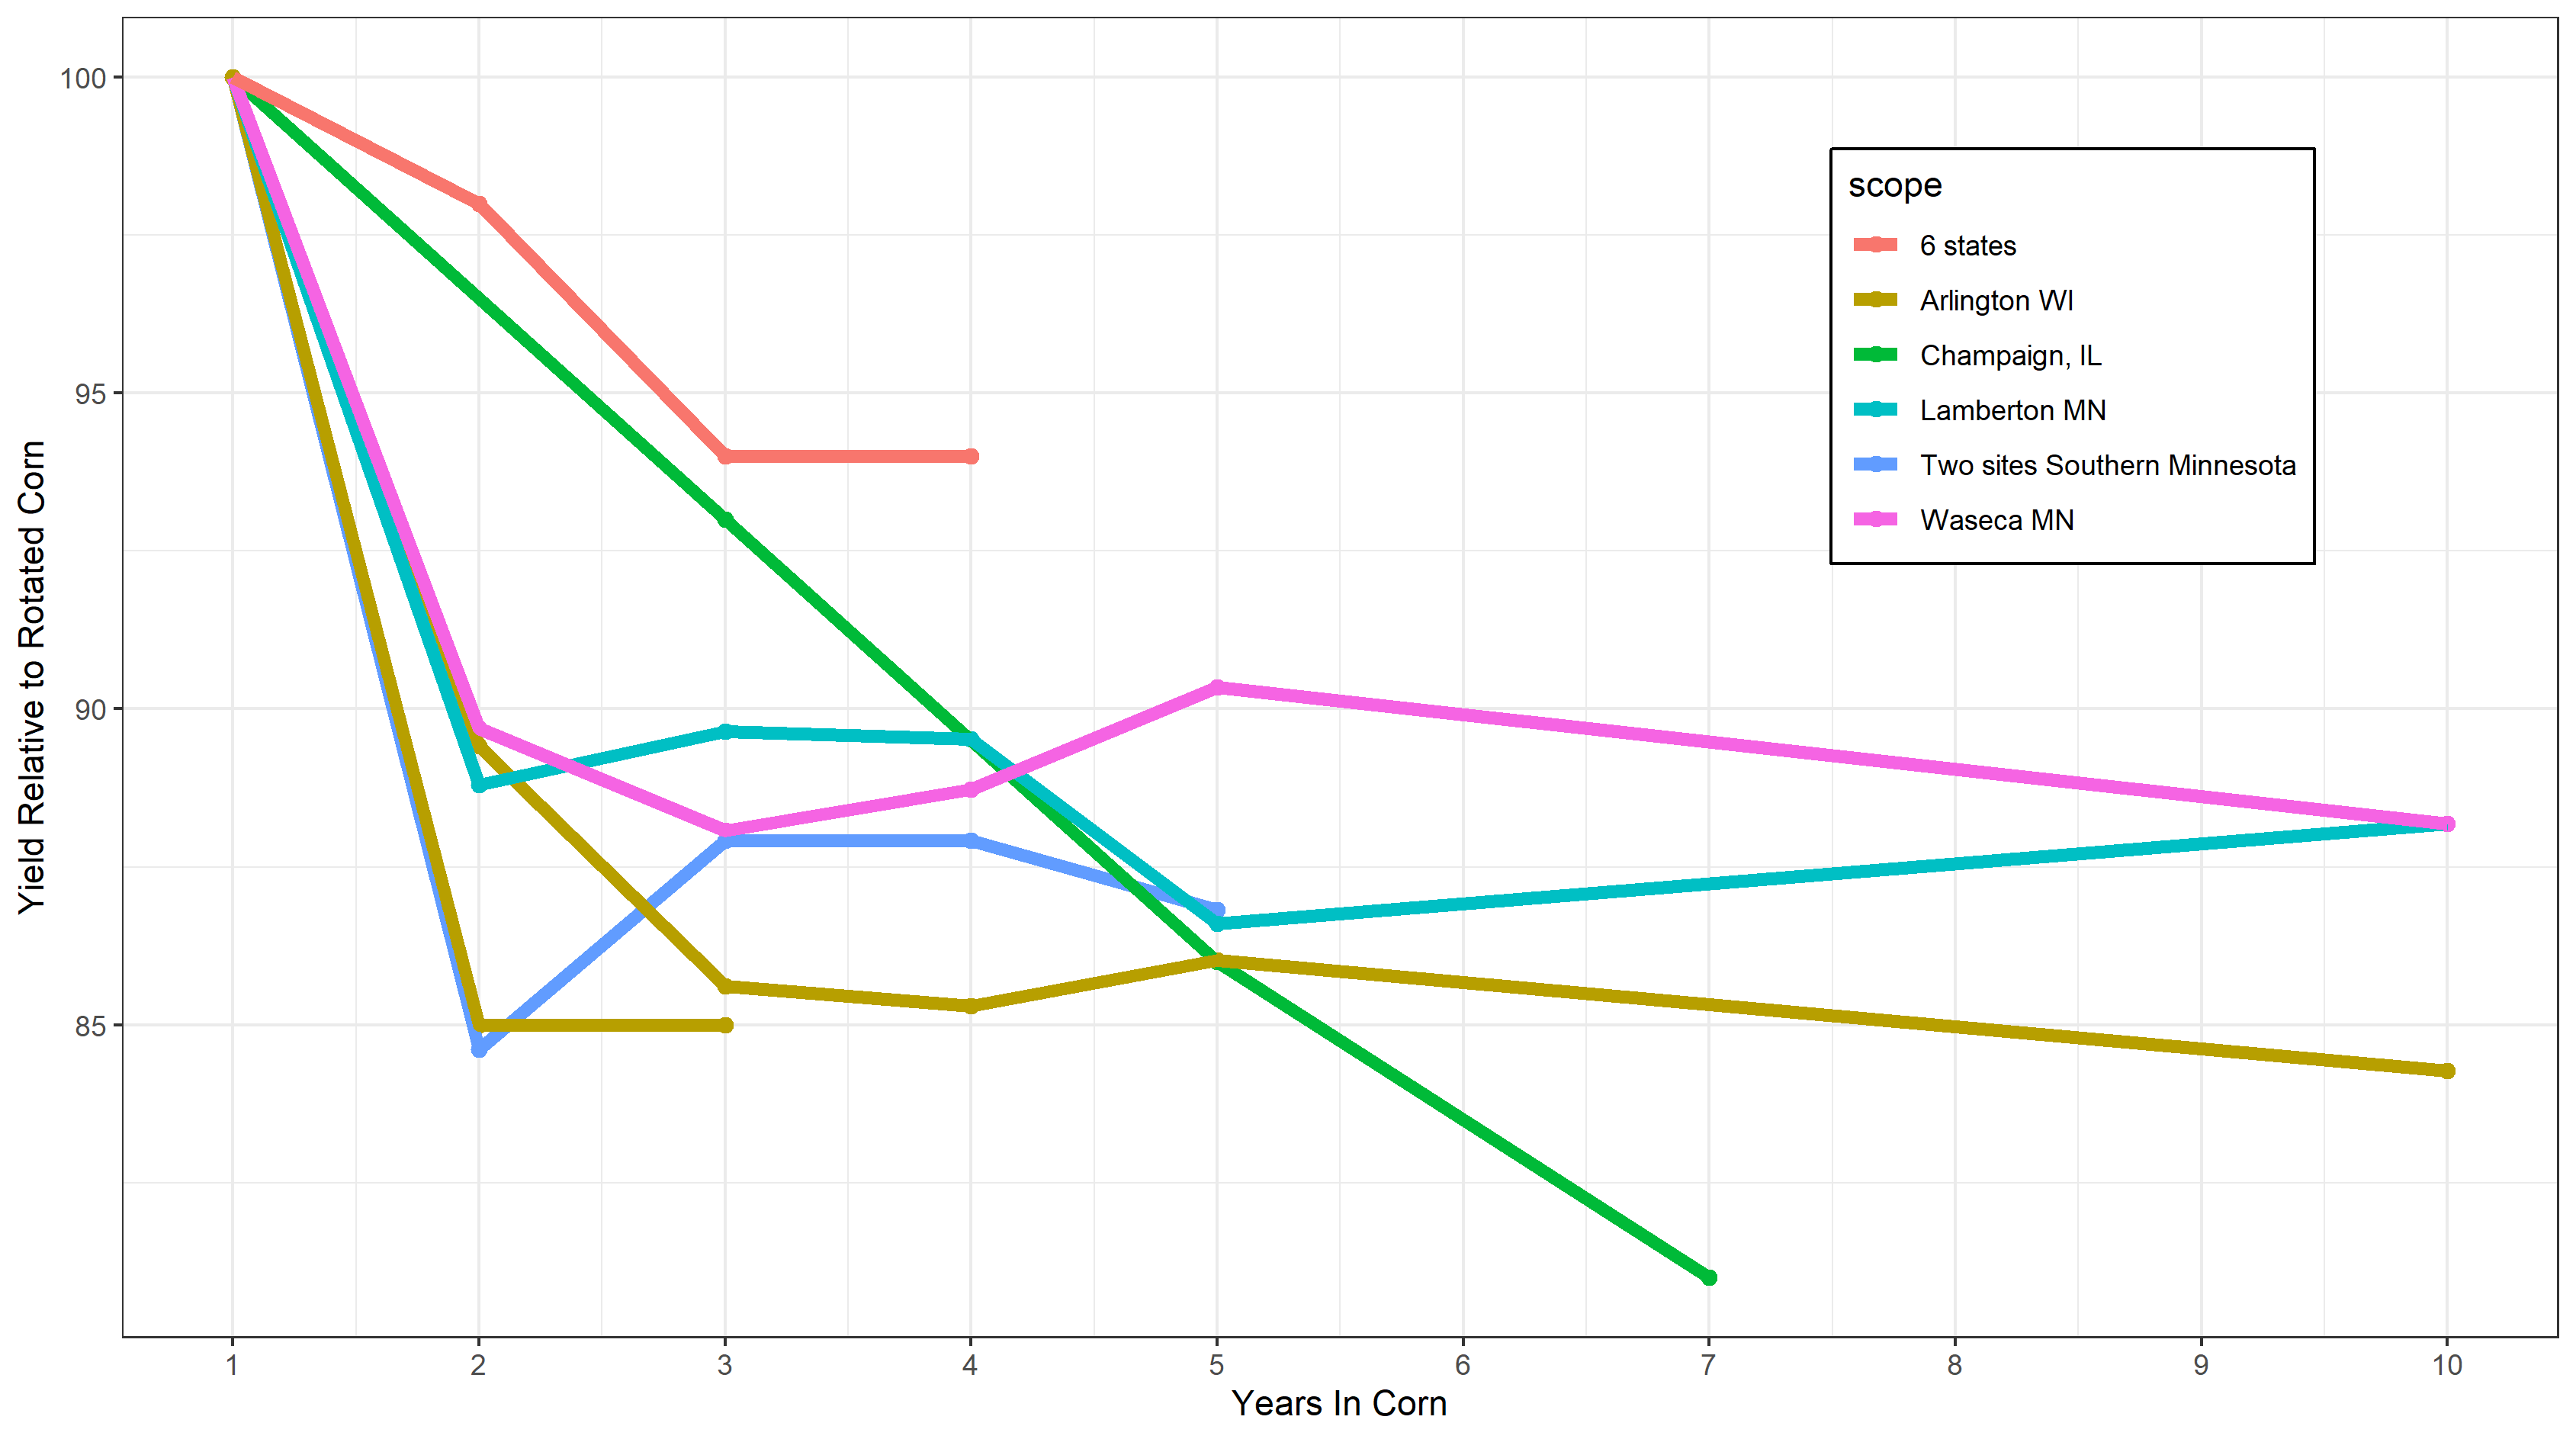 100
95
90
85
Yield Relative to Rotated Corn
scope
6 states
Arlington WI
Champaign, IL
Lamberton MN
Two sites Southern Minnesota
Waseca MN
1 2 3 4 5 6 7 8 9 10
Years In Corn